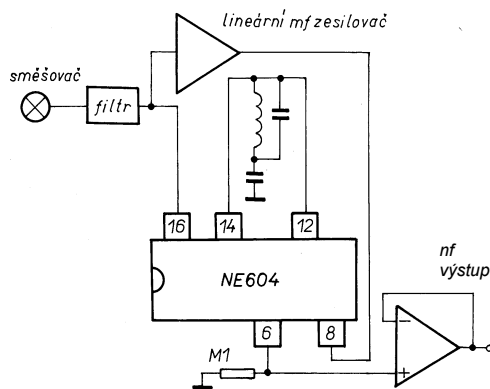 lineární mf zesilovač
směšovač
filtr
16
14
12
NE604
nf
výstup
6
8
M1
−
+